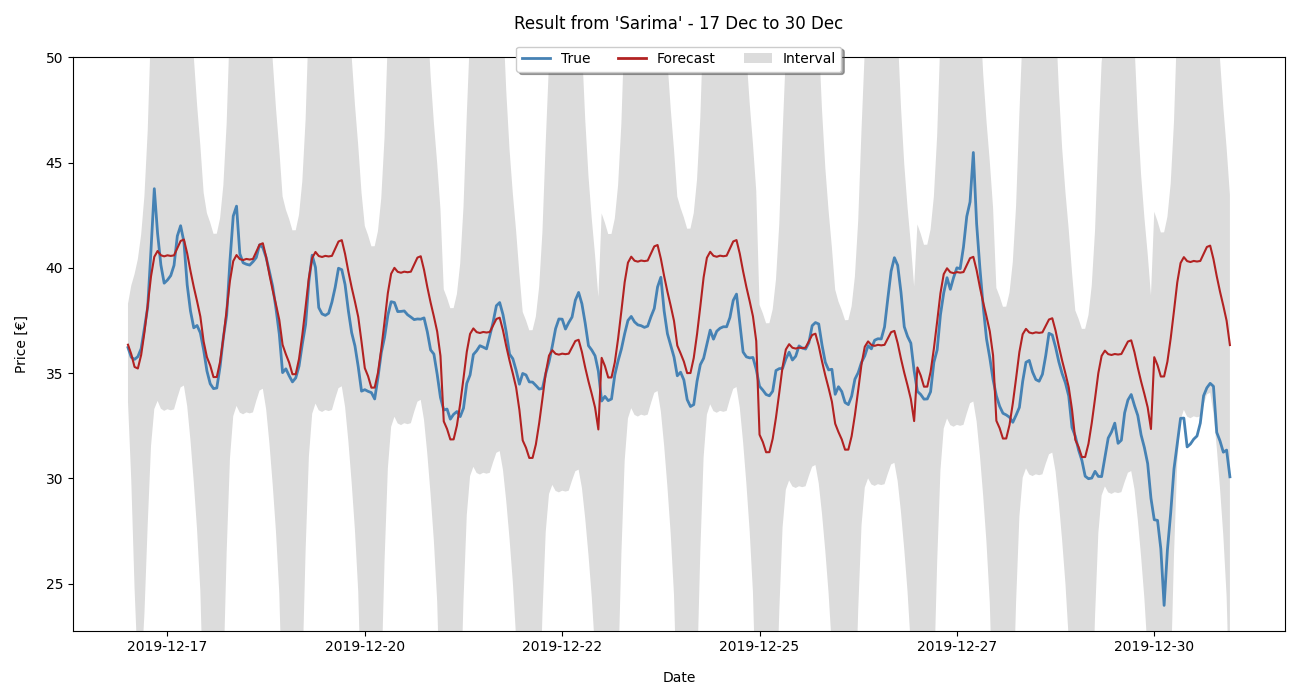 Result from 'Sarima' - 17 Dec to 30 Dec
True Forecast Interval
50
45
40
35
30
25
Price [€]
2019-12-17 2019-12-20 2019-12-22 2019-12-25 2019-12-27 2019-12-30
Date